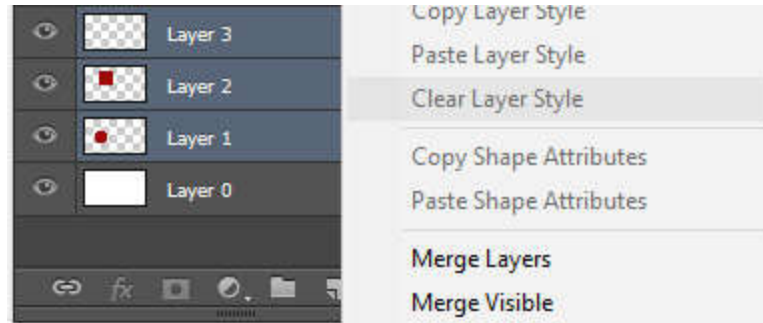 Layer 3
Layer 2
Layer 1
Layer 0
fx
Copy Layer Style
Paste Layer Style
Clear Layer Style
Copy Shape Attributes
Paste Shape Attributes
Merge Layers
Merge Visible